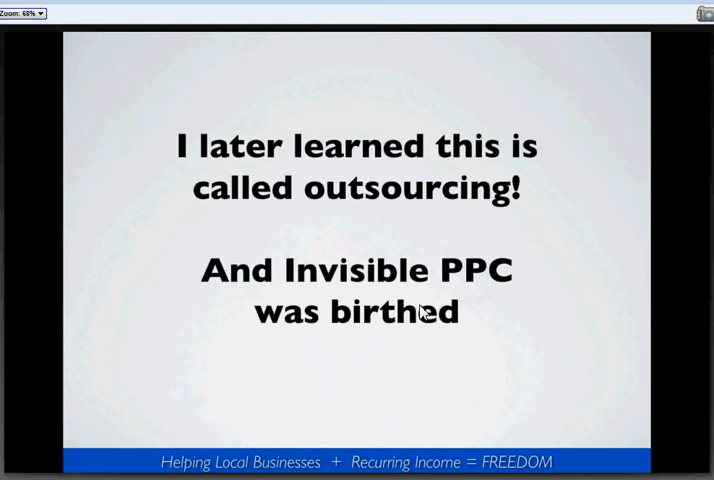 Zoom: 68%
I later learned this is
called outsourcing!
And Invisible PPC
was birthed
Helping Local Businesses + Recurring Income = FREEDOM